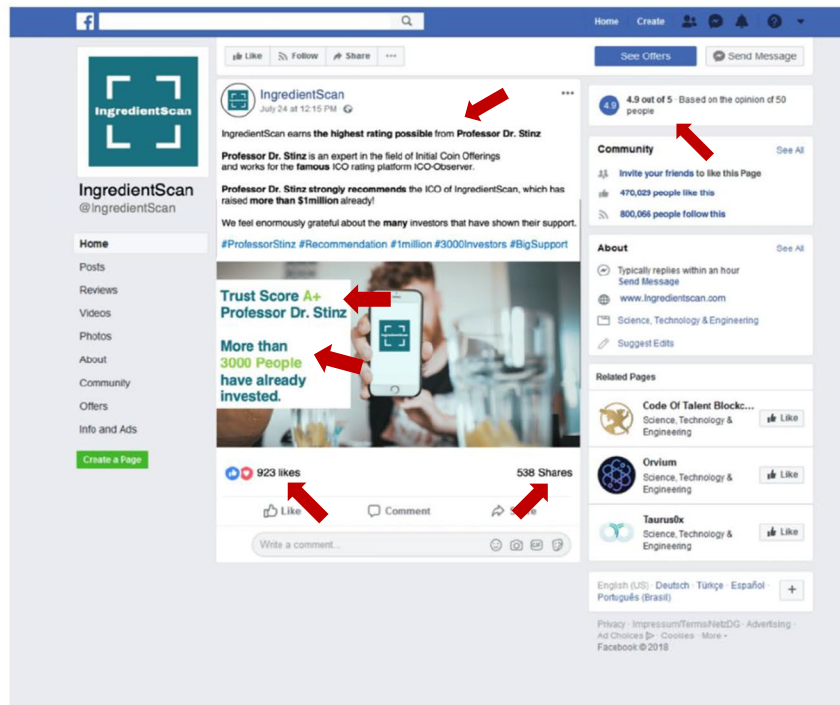 f
Home Create
IngredientScan
IngredientScan
@IngredientScan
Home
Posts
Reviews
Videos
Photos
About
Community
Offers
Info and Ads
Create a Page
Like Follow Share
See Offers Send Message
IngredientScan
July 24 at 12:15 PM
IngredientScan earns the highest rating possible from Professor Dr. Stinz
Professor Dr. Stinz is an expert in the field of Initial Coin Offerings
and works for the famous ICO rating platform ICO-Observer.
Professor Dr. Stinz strongly recommends the ICO of IngredientScan, which has
raised more than $1million already!
We feel enormously grateful about the many investors that have shown their support.
#ProfessorStinz #Recommendation #1million #3000Investors #BigSupport
Trust Score A+
Professor Dr. Stinz
More than
3000 People
have already
invested.
923 likes 538 Shares
Like Comment
Write a comment...
GIF
4.9 4.9 out of 5 · Based on the opinion of 50
people
Community See All
Invite your friends to like this Page
470,029 people like this
800,066 people follow this
About See All
Typically replies within an hour
Send Message
www.Ingredientscan.com
Science, Technology & Engineering
Suggest Edits
Related Pages
Code Of Talent Blockc...
Science, Technology &
Engineering
Like
Orvium
Science, Technology &
Engineering
Like
Taurus0x
Science, Technology &
Engineering
Like
English (US) · Deutsch · Türkçe · Español ·
Português (Brasil)
Privacy · Impressum/Terms/NetzDG · Advertising ·
Ad Choices · Cookies · More
Facebook © 2018